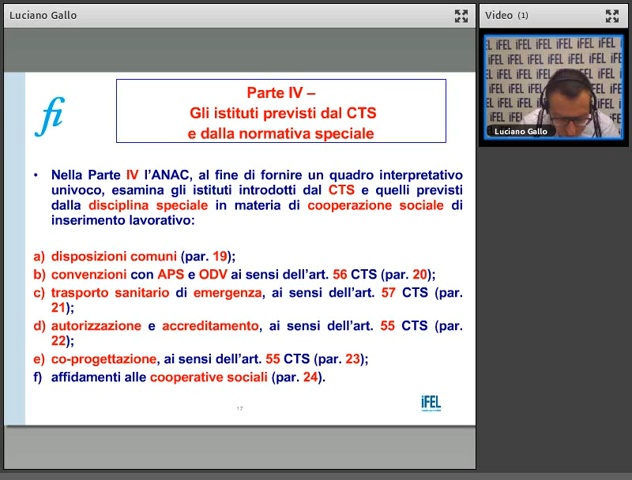 Luciano Gallo
Video (1)
Parte IV –
Gli istituti previsti dal CTS
e dalla normativa speciale
fi
• Nella Parte IV l'ANAC, al fine di fornire un quadro interpretativo
univoco, esamina gli istituti introdotti dal CTS e quelli previsti
dalla disciplina speciale in materia di cooperazione sociale di
inserimento lavorativo:
a) disposizioni comuni (par. 19);
b) convenzioni con APS e ODV ai sensi dell'art. 56 CTS (par. 20);
c) trasporto sanitario di emergenza, ai sensi dell'art. 57 CTS (par.
21);
d) autorizzazione e accreditamento, ai sensi dell'art. 55 CTS (par.
22);
e) co-progettazione, ai sensi dell'art. 55 CTS (par. 23);
f) affidamenti alle cooperative sociali (par. 24).
17
iFEL
iFEL iFEL iFEL iFEL iFEL
Luciano Gallo